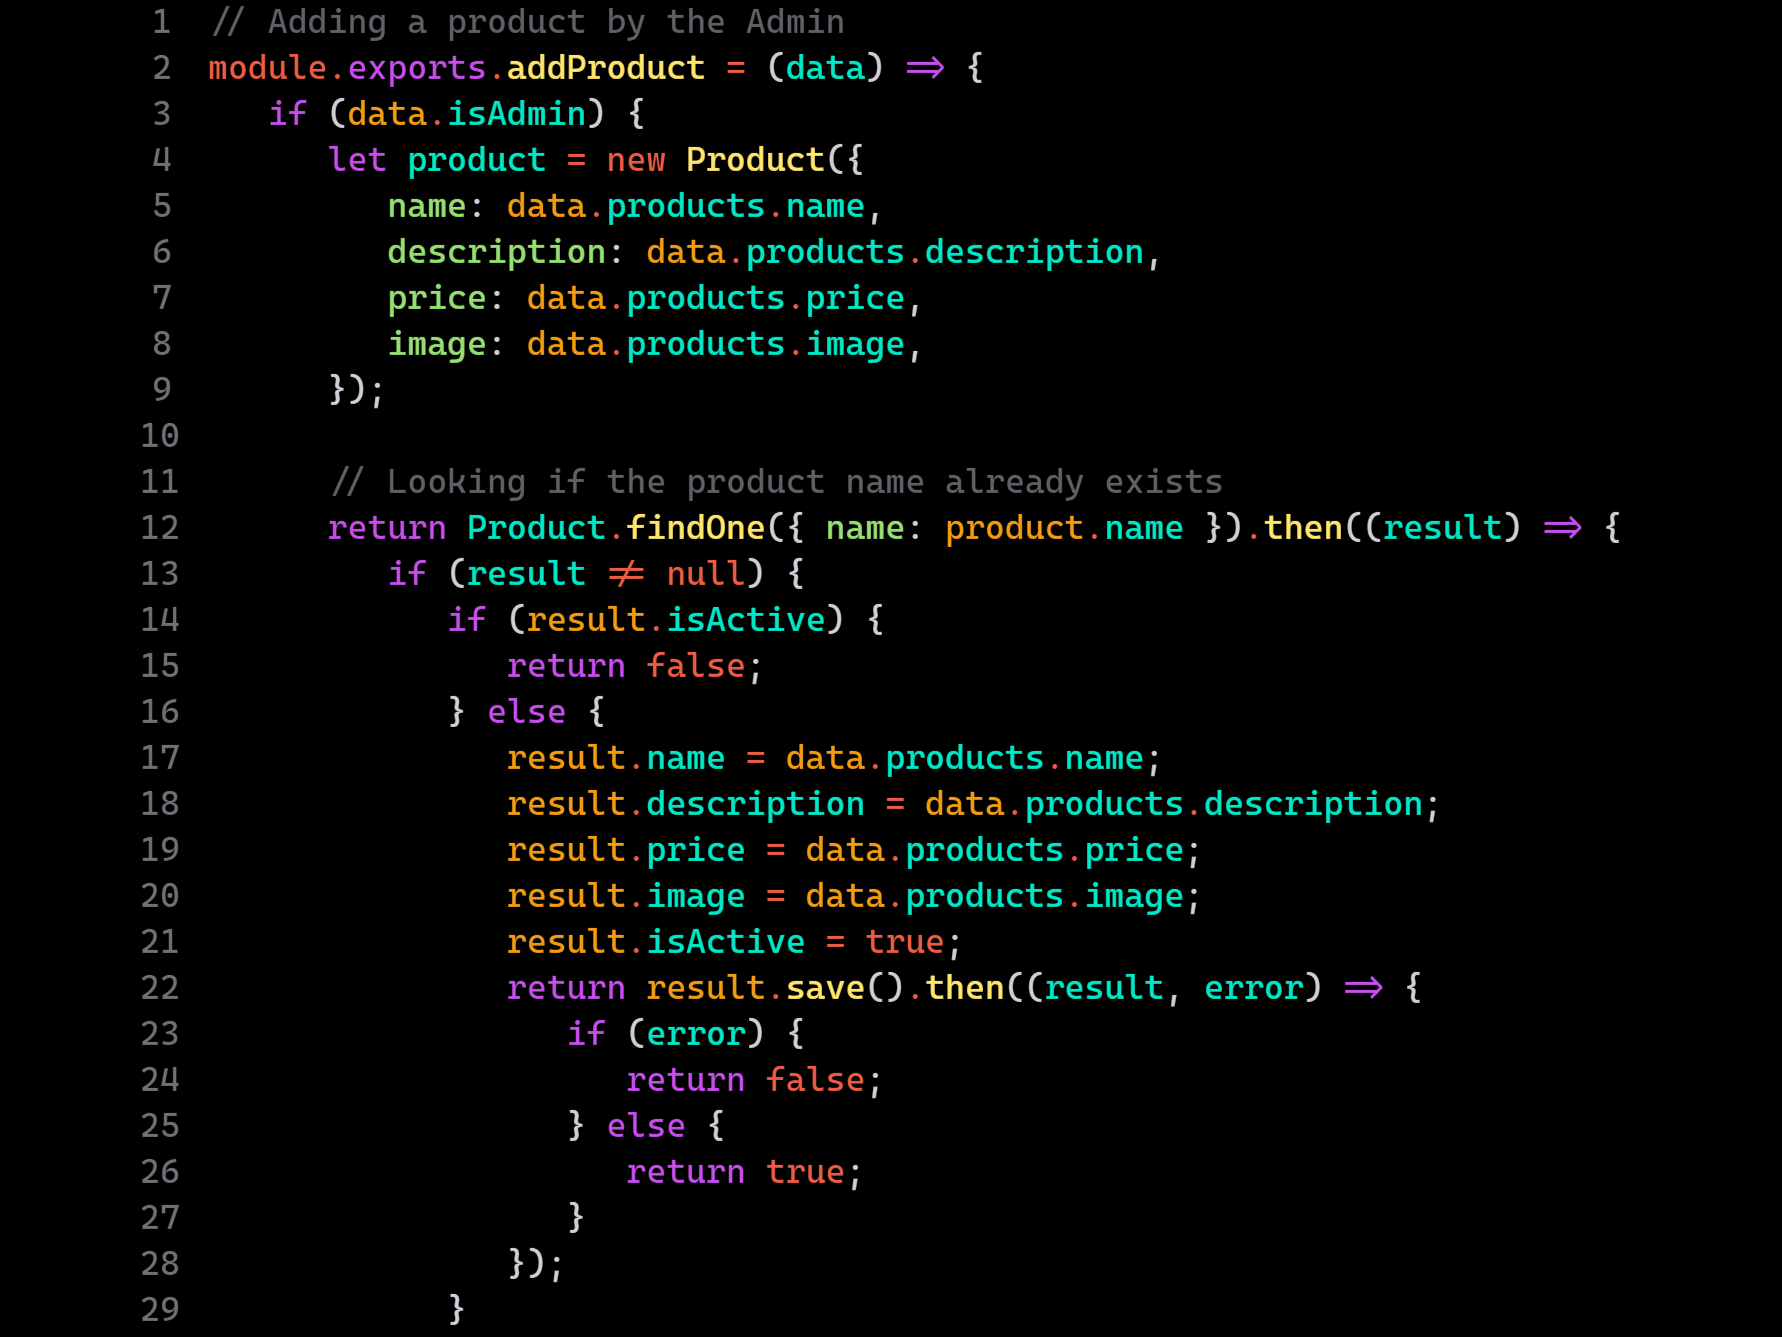 1 // Adding a product by the Admin
2 module.exports.addProduct = (data) => {
3 if (data.isAdmin) {
4 let product = new Product({
5 name: data.products.name,
6 description: data.products.description,
7 price: data.products.price,
8 image: data.products.image,
9 });
10
11 // Looking if the product name already exists
12 return Product.findOne({ name: product.name }).then((result) => {
13 if (result != null) {
14 if (result.isActive) {
15 return false;
16 } else {
17 result.name = data.products.name;
18 result.description = data.products.description;
19 result.price = data.products.price;
20 result.image = data.products.image;
21 result.isActive = true;
22 return result.save().then((result, error) => {
23 if (error) {
24 return false;
25 } else {
26 return true;
27 }
28 });
29 }